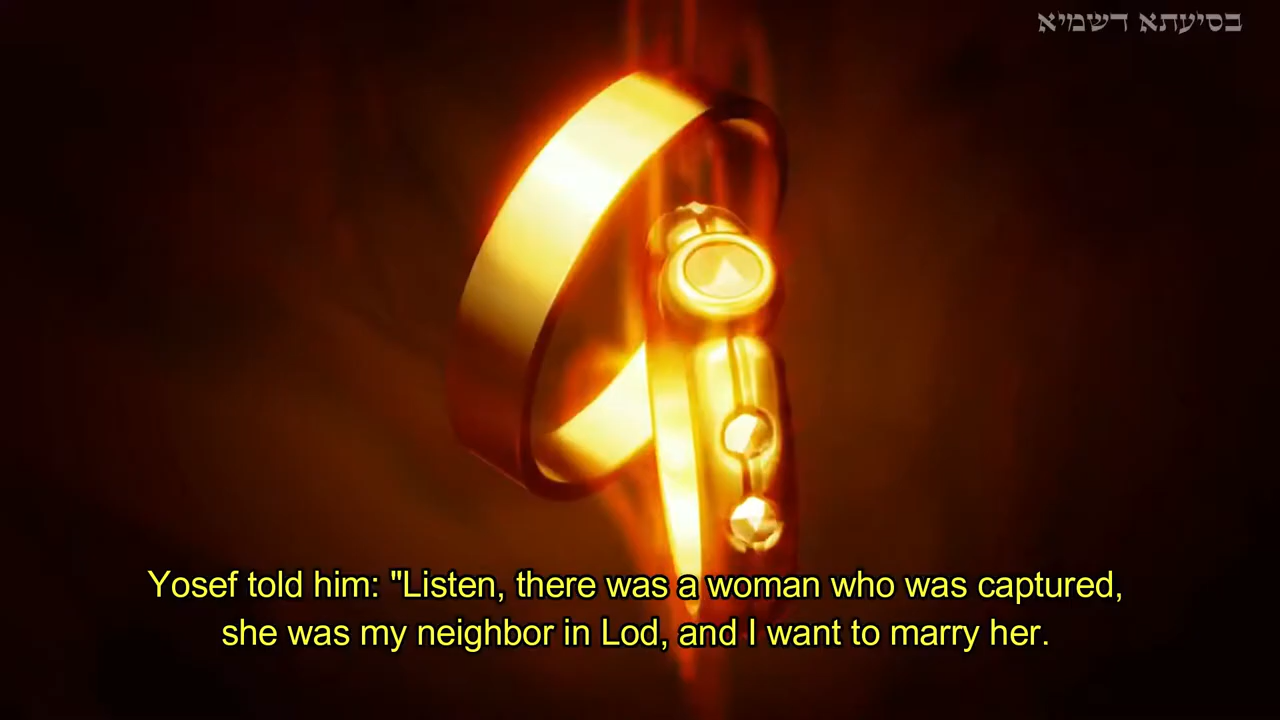 בסיעתא דשמיא
Yosef told him: "Listen, there was a woman who was captured,
she was my neighbor in Lod, and I want to marry her.